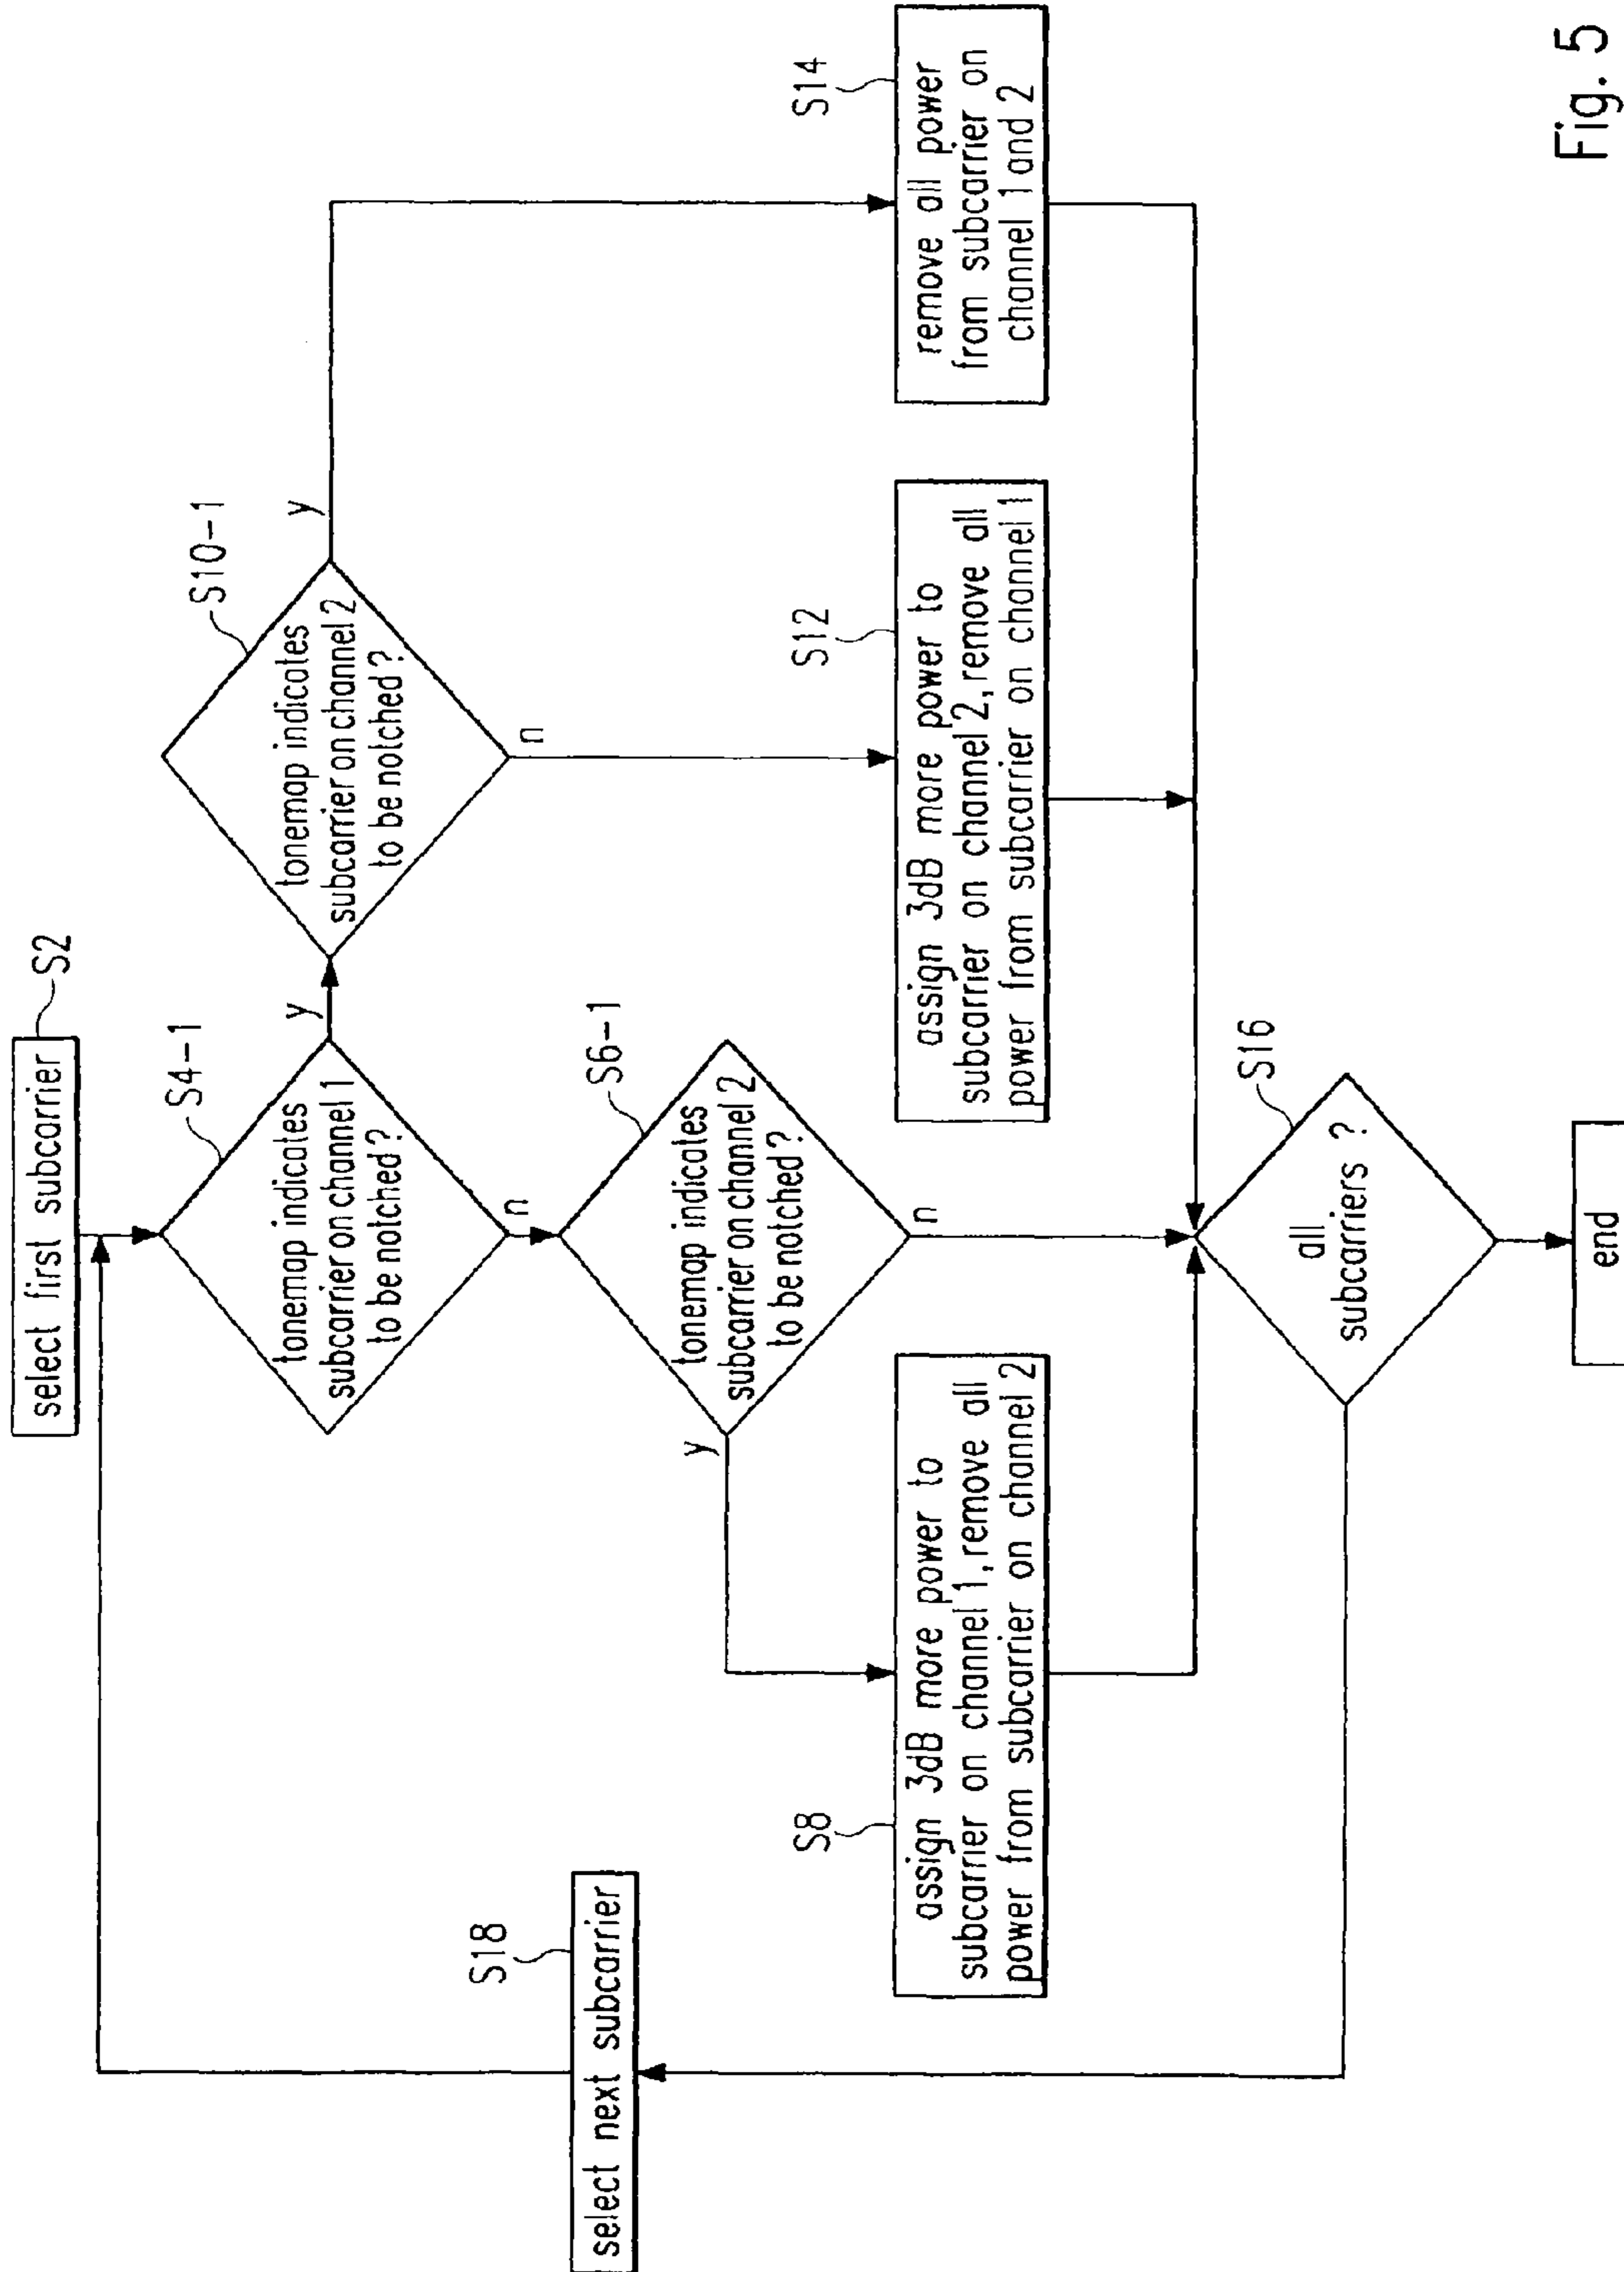 select first subcarrier
S2
tonemap indicates
subcarrier on channel 1
to be notched?
S4-1
y
n
tonemap indicates
subcarrier on channel 2
to be notched?
S10-1
y
n
tonemap indicates
subcarrier on channel 2
to be notched?
S6-1
y
n
S18
select next subcarrier
S8
assign 3dB more power to
subcarrier on channel 1, remove all
power from subcarrier on channel 2
S12
assign 3dB more power to
subcarrier on channel 2, remove all
power from subcarrier on channel 1
S14
remove all power
from subcarrier on
channel 1 and 2
S16
all
subcarriers ?
end
Fig. 5